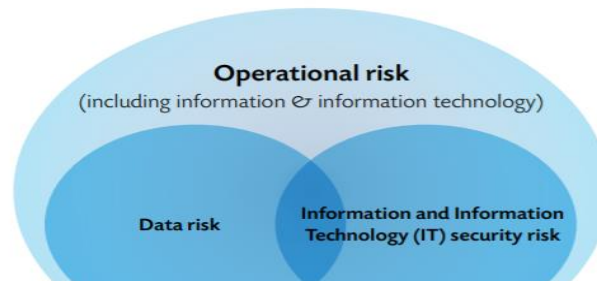 Operational risk
(including information & information technology)
Data risk
Information and Information
Technology (IT) security risk